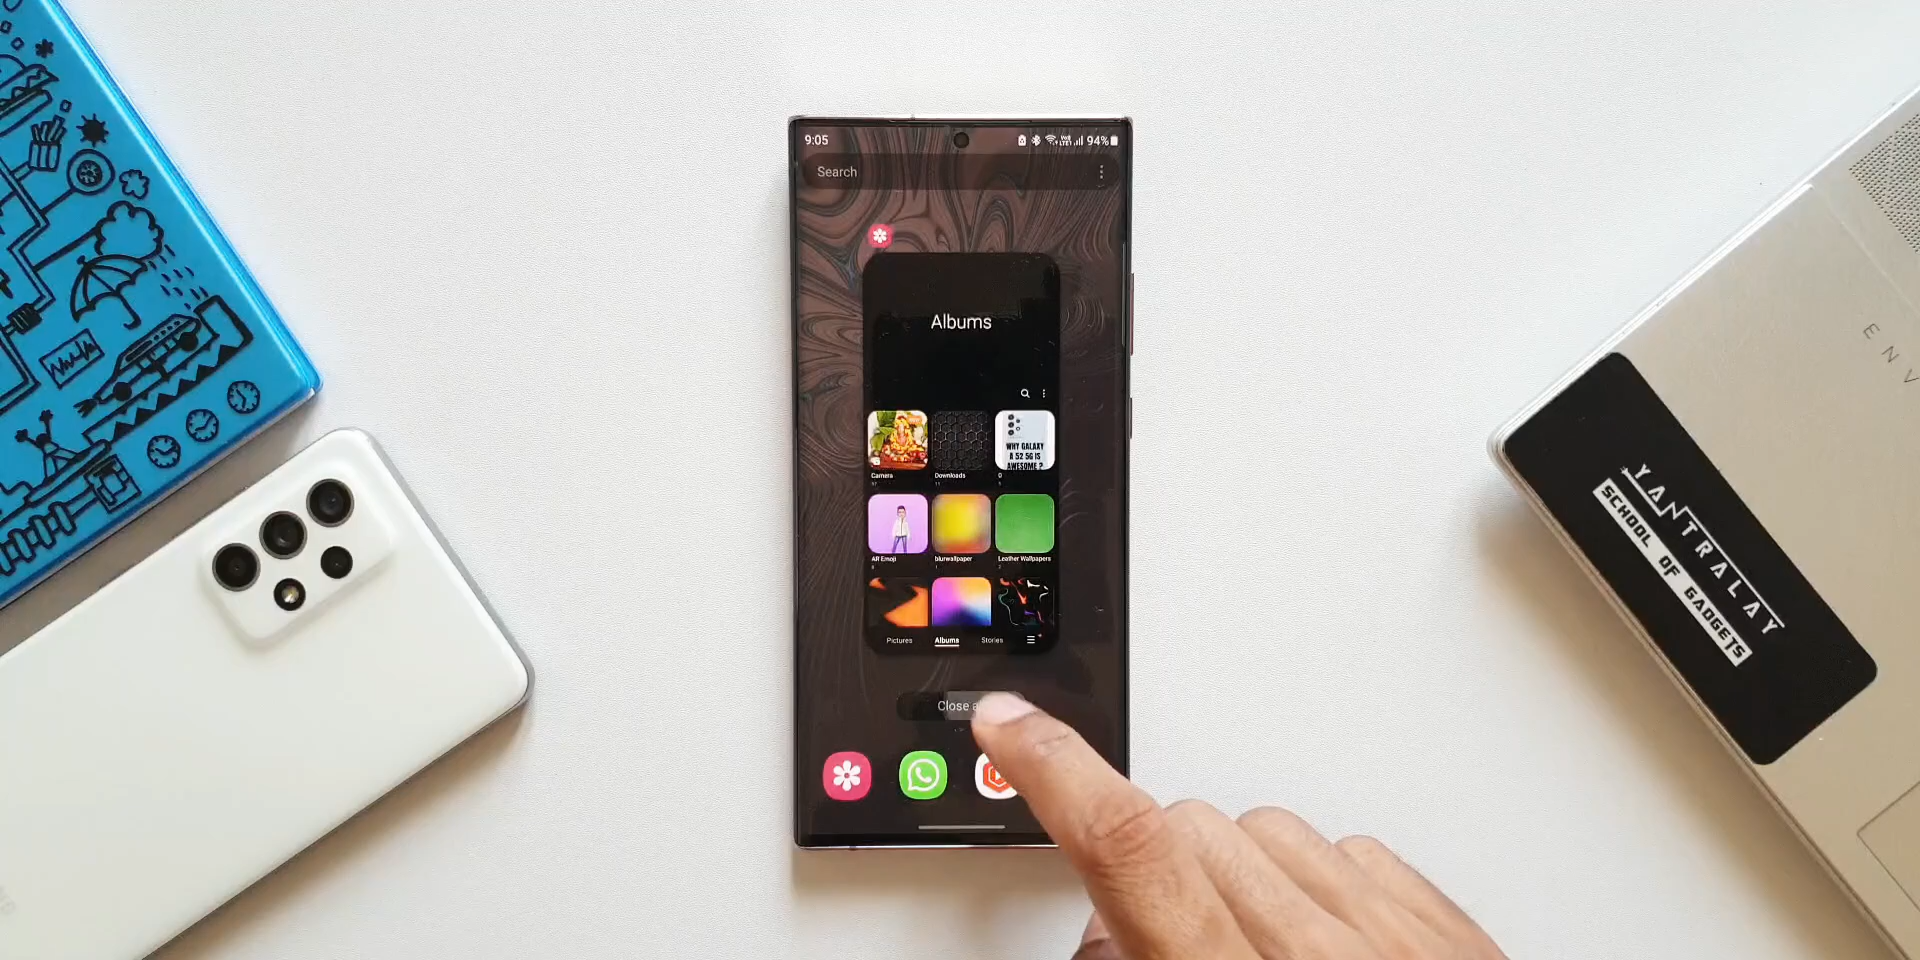 9:05
94%
Search
Albums
WHY GALAXY
A 52 5G IS
AWESOME ?
Camera
Downloads
0
AR Emoji
blurwallpaper
Leather Wallpapers
Pictures
Albums
Stories
Close a
ENV
YANTRALAY
SCHOOL OF GADGETS